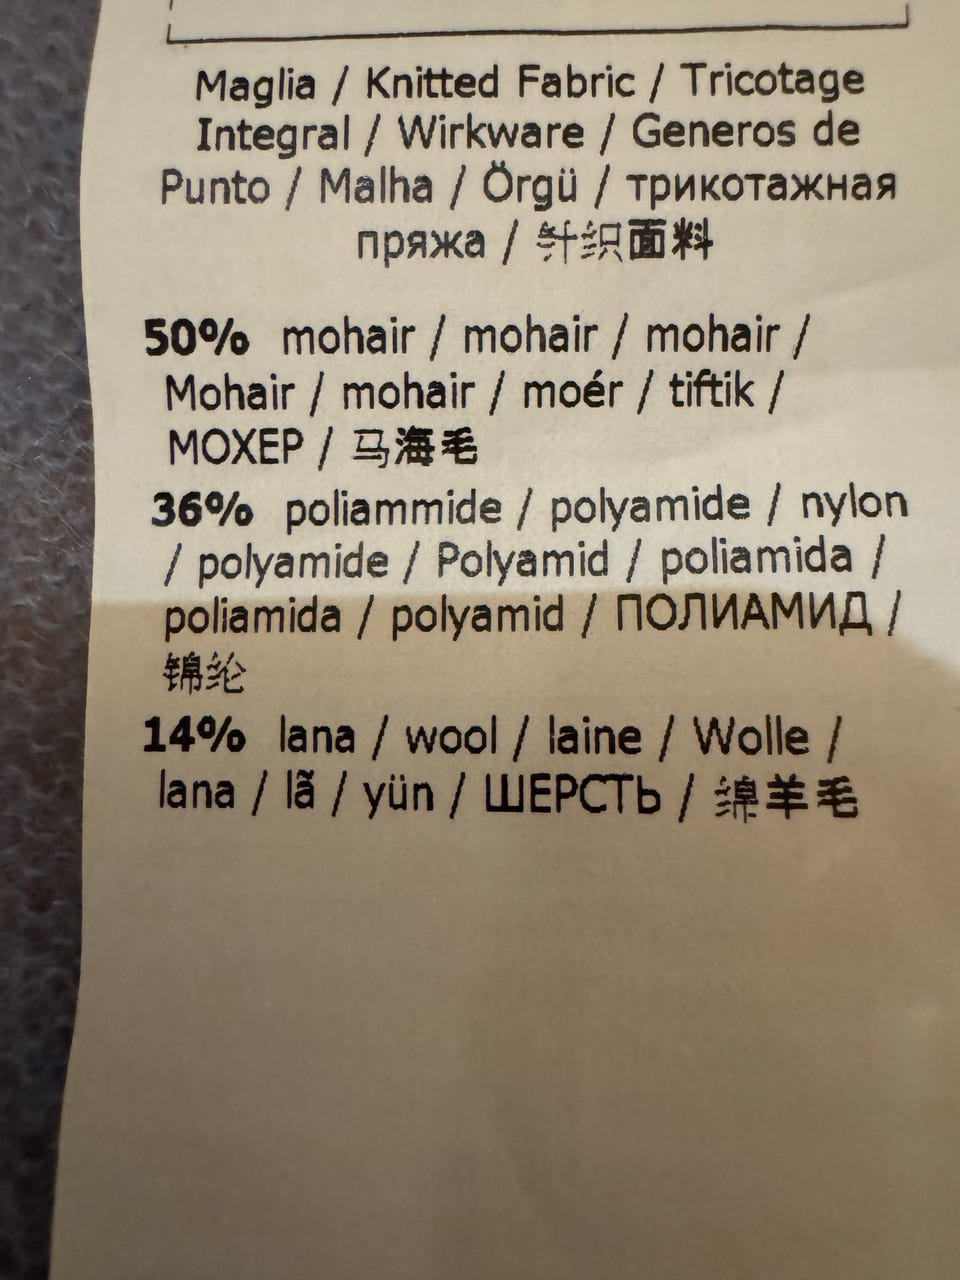 Maglia / Knitted Fabric / Tricotage
Integral / Wirkware / Generos de
Punto / Malha / Örgü / трикотажная
пряжа / 针织面料
50% mohair / mohair / mohair /
Mohair / mohair / moér / tiftik /
МОХЕР / 马海毛
36% poliammide / polyamide / nylon
/ polyamide / Polyamid / poliamida /
poliamida / polyamid / ПОЛИАМИД /
锦纶
14% lana / wool / laine / Wolle /
lana / lã / yün / ШЕРСТЬ / 绵羊毛